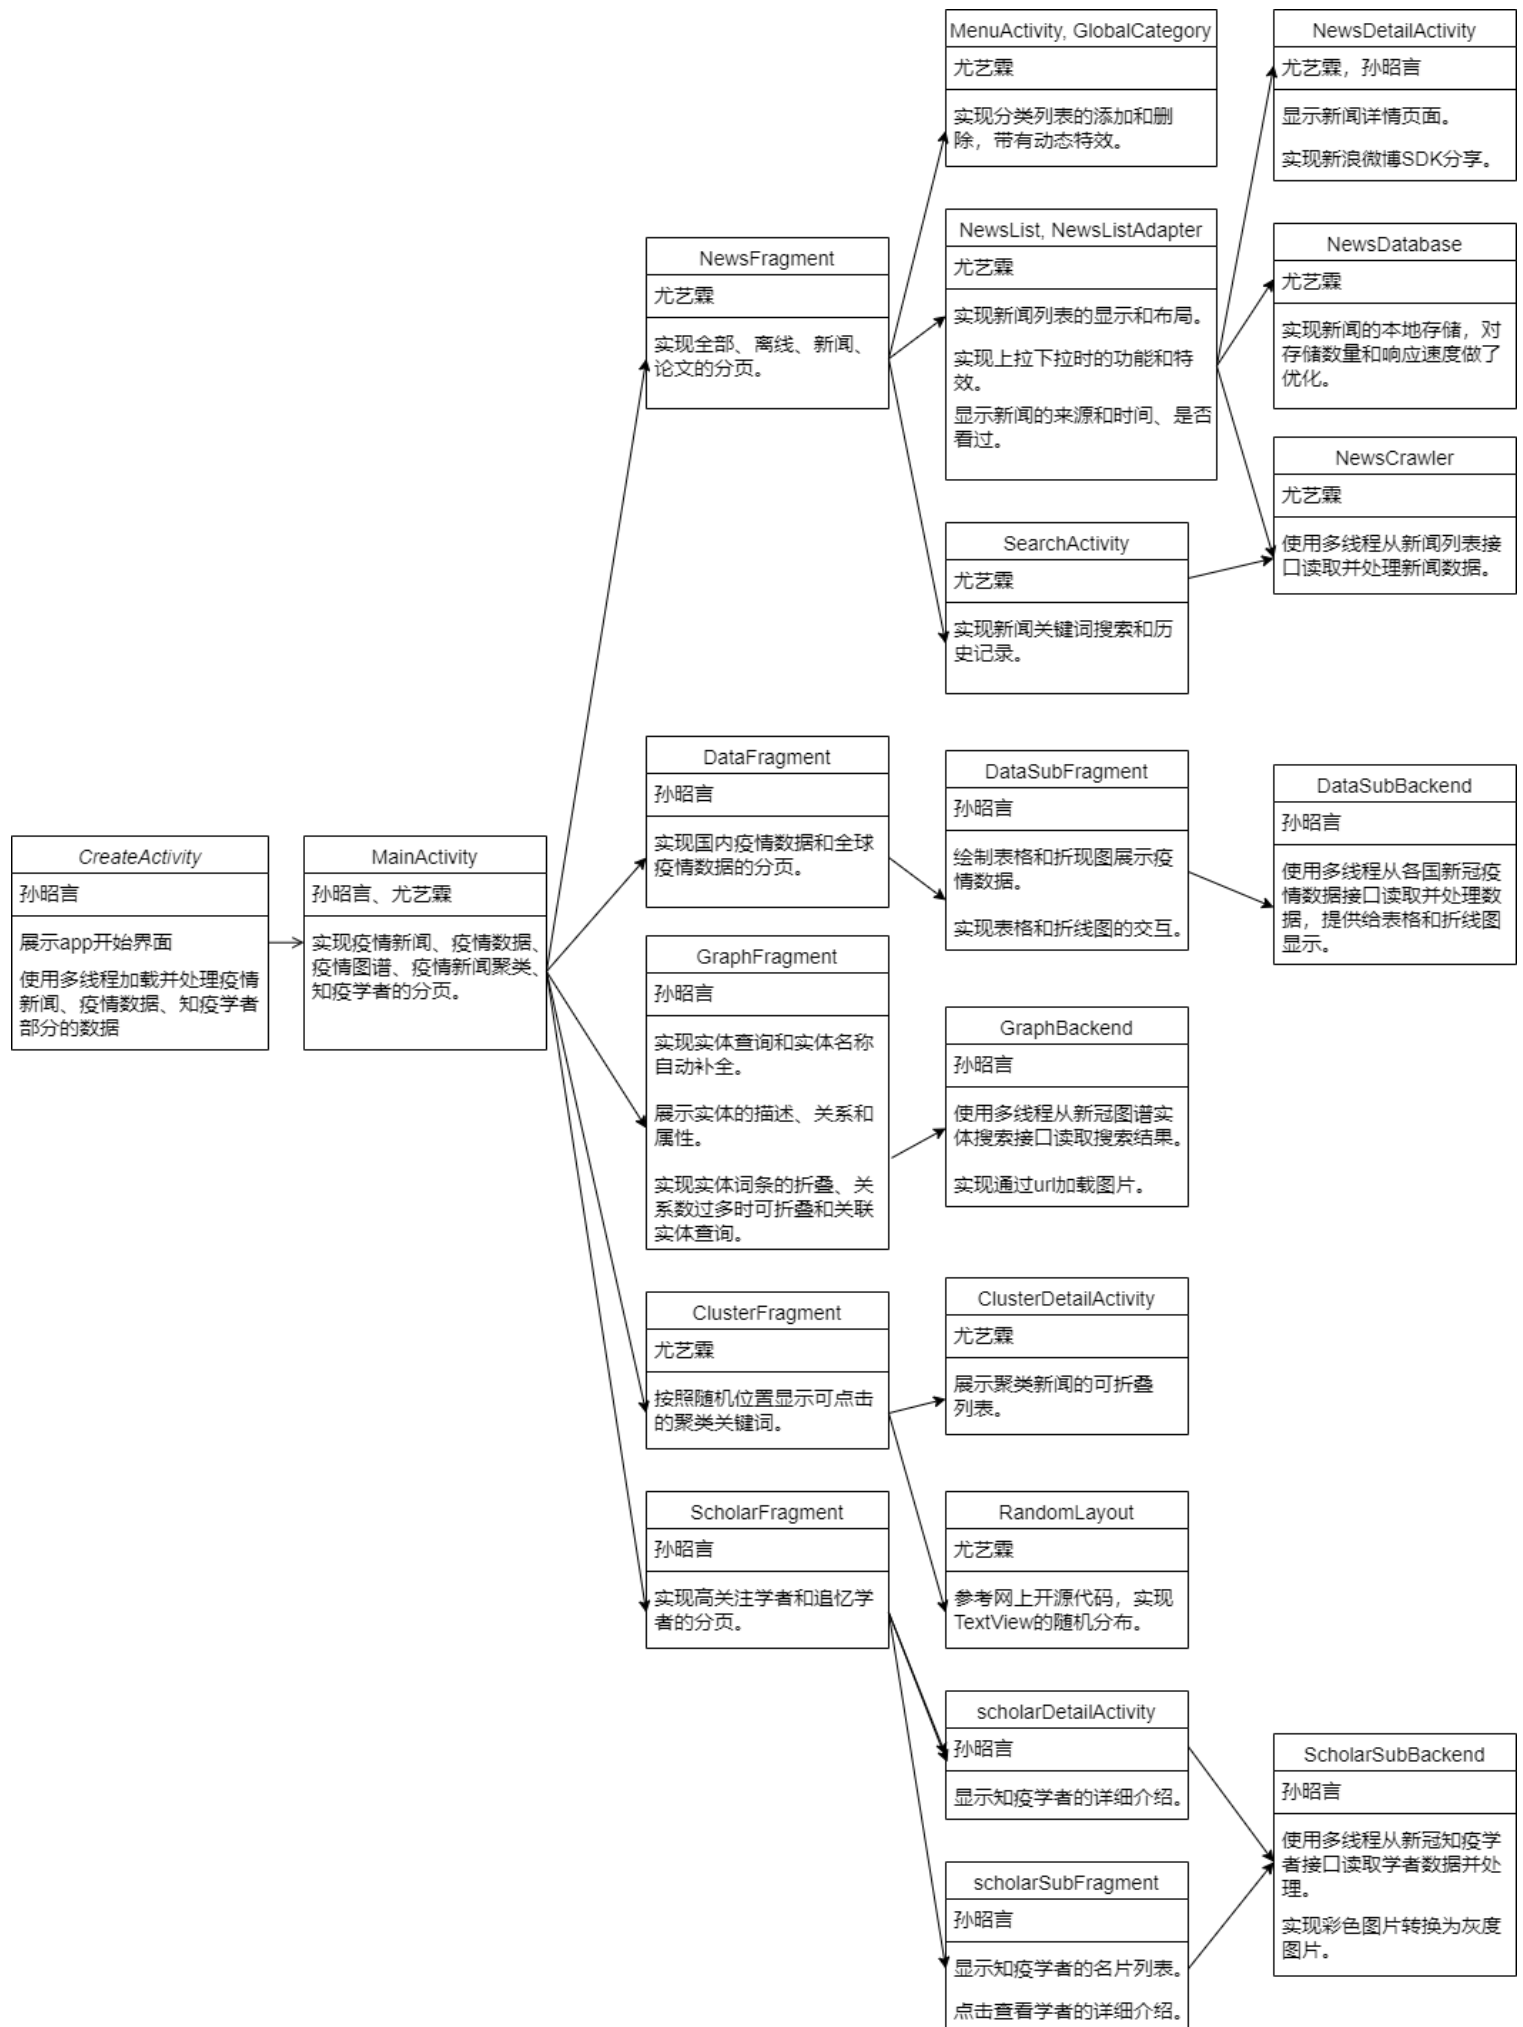 MenuActivity, GlobalCategory
尤艺霖
实现分类列表的添加和删
除，带有动态特效。
NewsDetailActivity
尤艺霖，孙昭言
显示新闻详情页面。
实现新浪微博SDK分享。
NewsFragment
尤艺霖
实现全部、离线、新闻、
论文的分页。
NewsList, NewsListAdapter
尤艺霖
实现新闻列表的显示和布局。
实现上拉下拉时的功能和特
效。
显示新闻的来源和时间、是否
看过。
NewsDatabase
尤艺霖
实现新闻的本地存储，对
存储数量和响应速度做了
优化。
NewsCrawler
尤艺霖
使用多线程从新闻列表接
口读取并处理新闻数据。
SearchActivity
尤艺霖
实现新闻关键词搜索和历
史记录。
CreateActivity
孙昭言
展示app开始界面
使用多线程加载并处理疫情
新闻、疫情数据、知疫学者
部分的数据
MainActivity
孙昭言、尤艺霖
实现疫情新闻、疫情数据、
疫情图谱、疫情新闻聚类、
知疫学者的分页。
DataFragment
孙昭言
实现国内疫情数据和全球
疫情数据的分页。
DataSubFragment
孙昭言
绘制表格和折现图展示疫
情数据。
实现表格和折线图的交互。
DataSubBackend
孙昭言
使用多线程从各国新冠疫
情数据接口读取并处理数
据，提供给表格和折线图
显示。
GraphFragment
孙昭言
实现实体查询和实体名称
自动补全。
展示实体的描述、关系和
属性。
实现实体词条的折叠、关
系数过多时可折叠和关联
实体查询。
GraphBackend
孙昭言
使用多线程从新冠图谱实
体搜索接口读取搜索结果。
实现通过url加载图片。
ClusterFragment
尤艺霖
按照随机位置显示可点击
的聚类关键词。
ClusterDetailActivity
尤艺霖
展示聚类新闻的可折叠
列表。
ScholarFragment
孙昭言
实现高关注学者和追忆学
者的分页。
RandomLayout
尤艺霖
参考网上开源代码，实现
TextView的随机分布。
scholarDetailActivity
孙昭言
显示知疫学者的详细介绍。
scholarSubFragment
孙昭言
显示知疫学者的名片列表。
点击查看学者的详细介绍。
ScholarSubBackend
孙昭言
使用多线程从新冠知疫学
者接口读取学者数据并处
理。
实现彩色图片转换为灰度
图片。